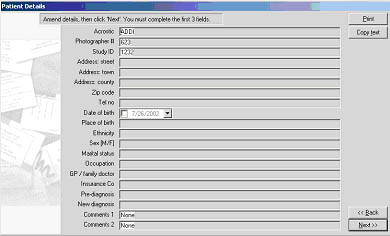 Patient Details
Amend details, then click 'Next'. You must complete the first 3 fields.
Print
Copy text
Acrostic ADDI
Photographer # 623
Study ID 1232
Address: street
Address: town
Address: county
Zip code
Tel no
Date of birth 7/26/2002
Place of birth
Ethnicity
Sex [M/F]
Marital status
Occupation
GP / family doctor
Insurance Co
Pre-diagnosis
New diagnosis
Comments 1 None
Comments 2 None
<< Back
Next >>